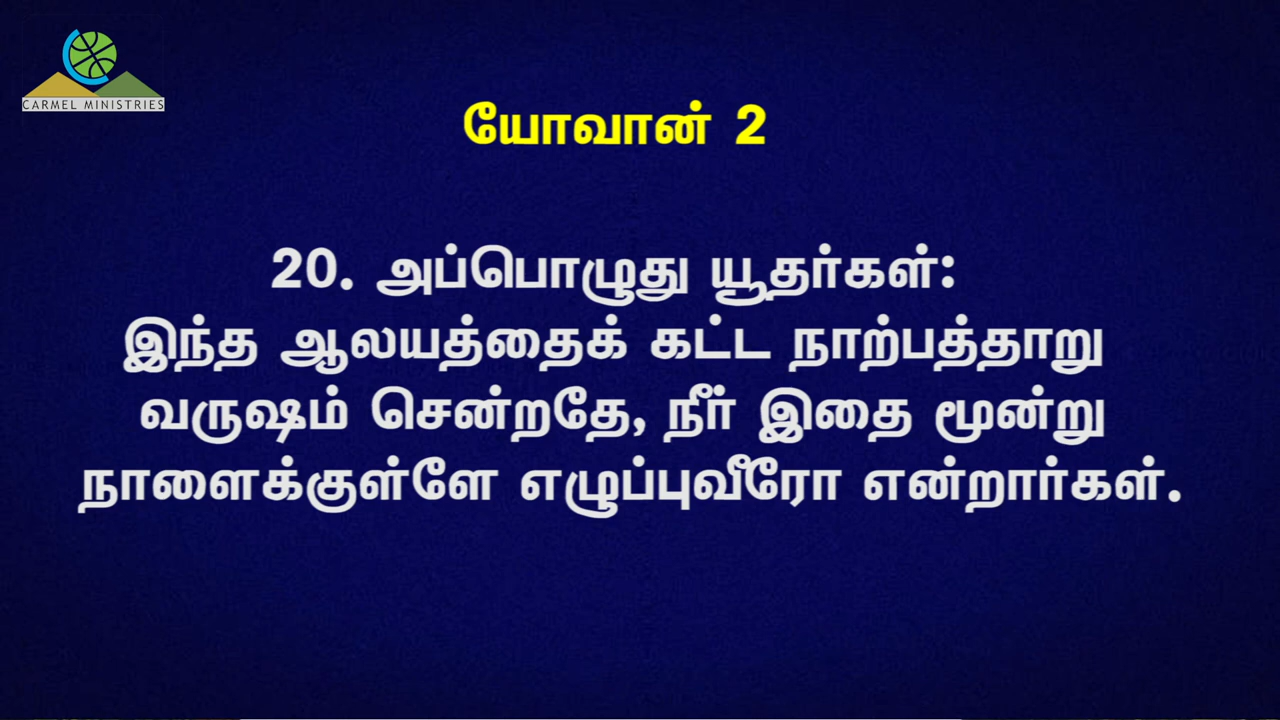 CARMEL MINISTRIES
யோவான் 2
20. அப்பொழுது யூதர்கள்:
இந்த ஆலயத்தைக் கட்ட நாற்பத்தாறு
வருஷம் சென்றதே, நீர் இதை மூன்று
நாளைக்குள்ளே எழுப்புவீரோ என்றார்கள்.